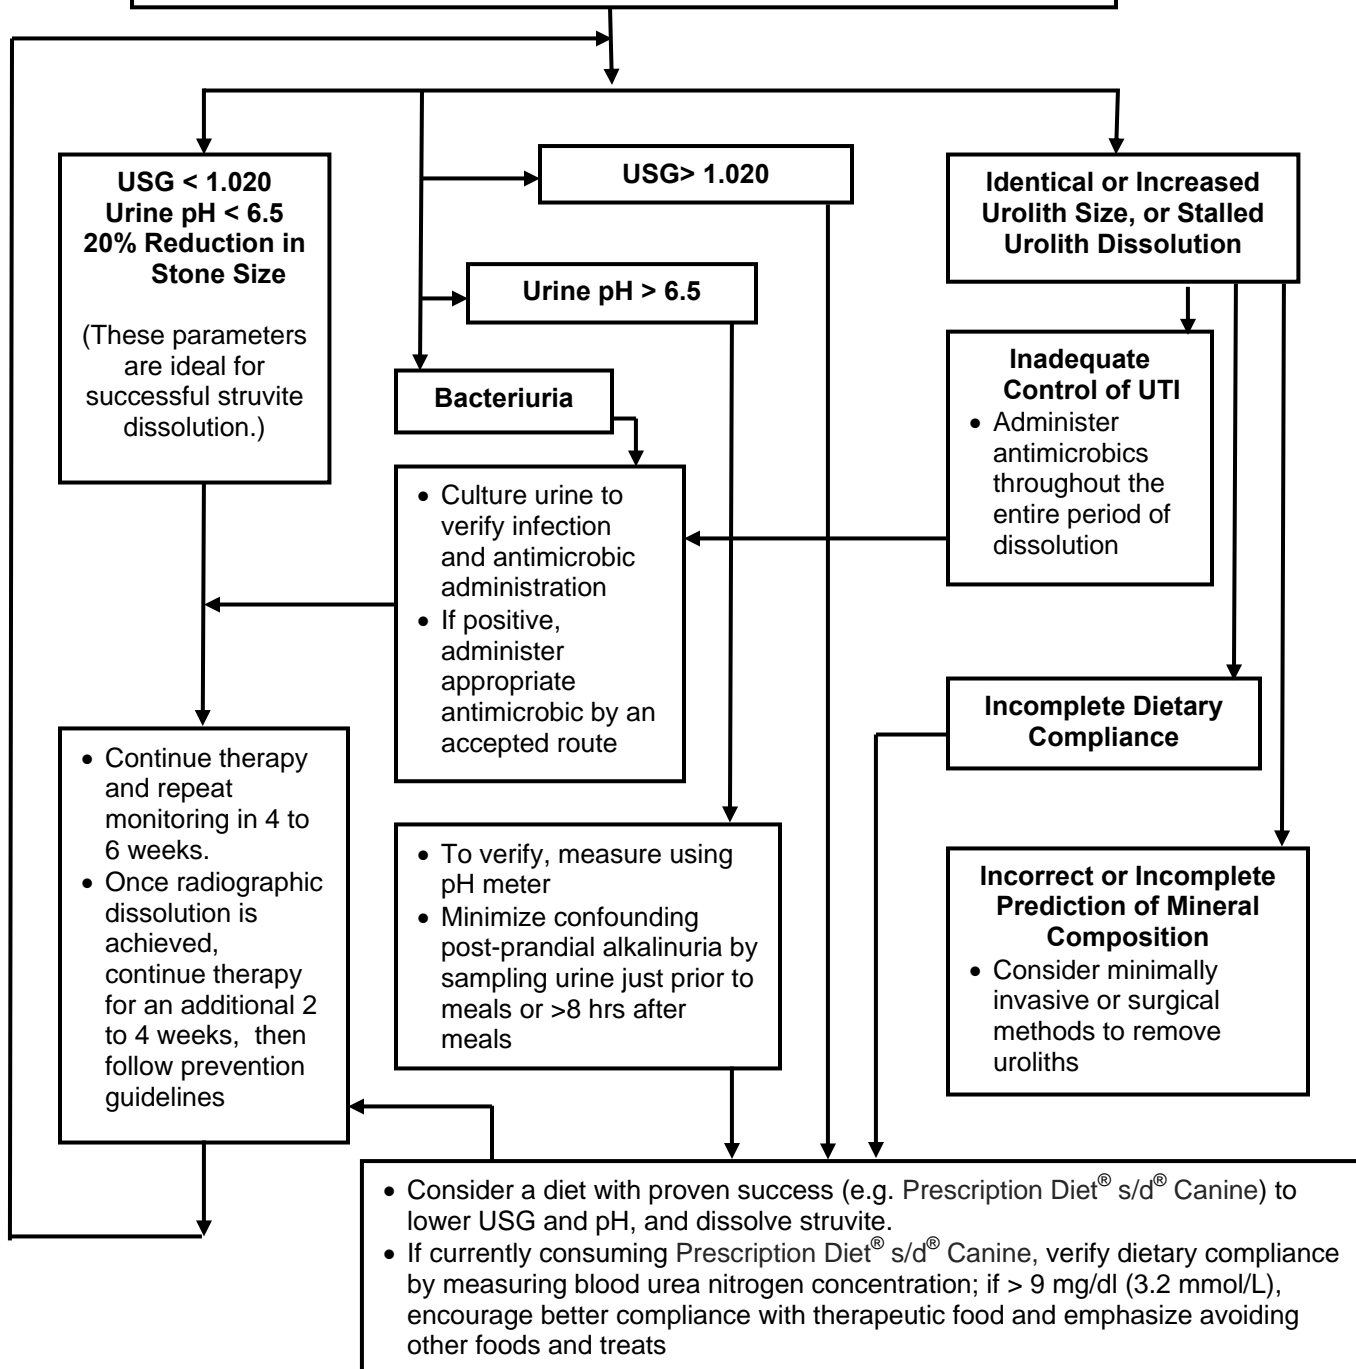 USG < 1.020
Urine pH < 6.5
20% Reduction in
Stone Size
(These parameters
are ideal for
successful struvite
dissolution.)
USG> 1.020
Urine pH > 6.5
Bacteriuria
Identical or Increased
Urolith Size, or Stalled
Urolith Dissolution
Inadequate
Control of UTI
• Administer
antimicrobics
throughout the
entire period of
dissolution
• Culture urine to
verify infection
and antimicrobic
administration
• If positive,
administer
appropriate
antimicrobic by an
accepted route
Incomplete Dietary
Compliance
• Continue therapy
and repeat
monitoring in 4 to
6 weeks.
• Once radiographic
dissolution is
achieved,
continue therapy
for an additional 2
to 4 weeks, then
follow prevention
guidelines
• To verify, measure using
pH meter
• Minimize confounding
post-prandial alkalinuria by
sampling urine just prior to
meals or >8 hrs after
meals
Incorrect or Incomplete
Prediction of Mineral
Composition
• Consider minimally
invasive or surgical
methods to remove
uroliths
• Consider a diet with proven success (e.g. Prescription Diet® s/d® Canine) to
lower USG and pH, and dissolve struvite.
• If currently consuming Prescription Diet® s/d® Canine, verify dietary compliance
by measuring blood urea nitrogen concentration; if > 9 mg/dl (3.2 mmol/L),
encourage better compliance with therapeutic food and emphasize avoiding
other foods and treats